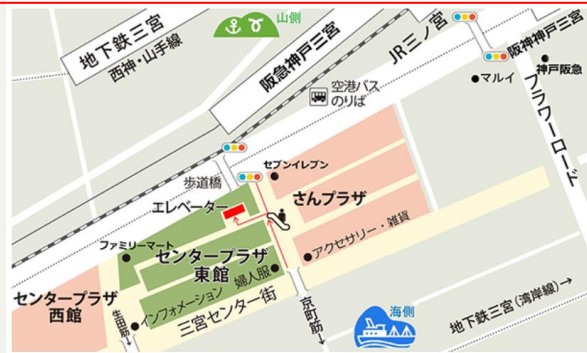 山側
地下鉄三宮
西神・山手線
阪急神戸三宮
JR三ノ宮
阪神神戸三宮
神戸阪急
マルイ
空港バス
のりば
フラワーロード
セブンイレブン
歩道橋
エレベーター
さんプラザ
ファミリーマート
センタープラザ
東館
アクセサリー・雑貨
婦人服
センタープラザ
西館
生田筋→
インフォメーション
三宮センター街
京町筋→
海側
地下鉄三宮(湾岸線)→